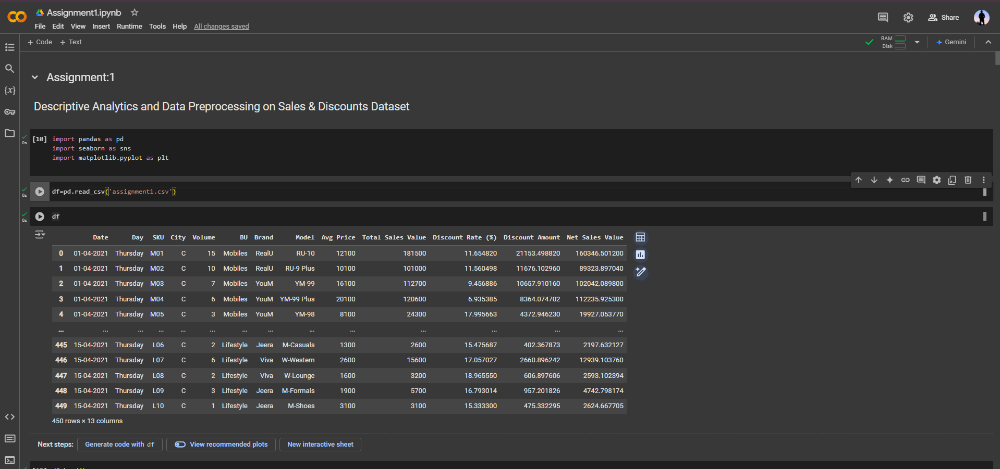 Assignment1.ipynb
File Edit View Insert Runtime Tools Help All changes saved
Share
+ Code + Text
RAM
Disk
Gemini
Assignment:1
Descriptive Analytics and Data Preprocessing on Sales & Discounts Dataset
0s
[10] import pandas as pd
import seaborn as sns
import matplotlib.pyplot as plt
0s
df=pd.read_csv('assignment1.csv')
0s
df
Date Day SKU City Volume BU Brand Model Avg Price Total Sales Value Discount Rate (%) Discount Amount Net Sales Value
0 01-04-2021 Thursday M01 C 15 Mobiles RealU RU-10 12100 181500 11.654820 21153.498820 160346.501200
1 01-04-2021 Thursday M02 C 10 Mobiles RealU RU-9 Plus 10100 101000 11.560498 11676.102960 89323.897040
2 01-04-2021 Thursday M03 C 7 Mobiles YouM YM-99 16100 112700 9.456886 10657.910160 102042.089800
3 01-04-2021 Thursday M04 C 6 Mobiles YouM YM-99 Plus 20100 120600 6.935385 8364.074702 112235.925300
4 01-04-2021 Thursday M05 C 3 Mobiles YouM YM-98 8100 24300 17.995663 4372.946230 19927.053770
... ... ... ... ... ... ... ... ... ... ... ... ... ...
445 15-04-2021 Thursday L06 C 2 Lifestyle Jeera M-Casuals 1300 2600 15.475687 402.367873 2197.632127
446 15-04-2021 Thursday L07 C 6 Lifestyle Viva W-Western 2600 15600 17.057027 2660.896242 12939.103760
447 15-04-2021 Thursday L08 C 2 Lifestyle Viva W-Lounge 1600 3200 18.965550 606.897606 2593.102394
448 15-04-2021 Thursday L09 C 3 Lifestyle Jeera M-Formals 1900 5700 16.793014 957.201826 4742.798174
449 15-04-2021 Thursday L10 C 1 Lifestyle Jeera M-Shoes 3100 3100 15.333300 475.332295 2624.667705
450 rows × 13 columns
Next steps: Generate code with df View recommended plots New interactive sheet